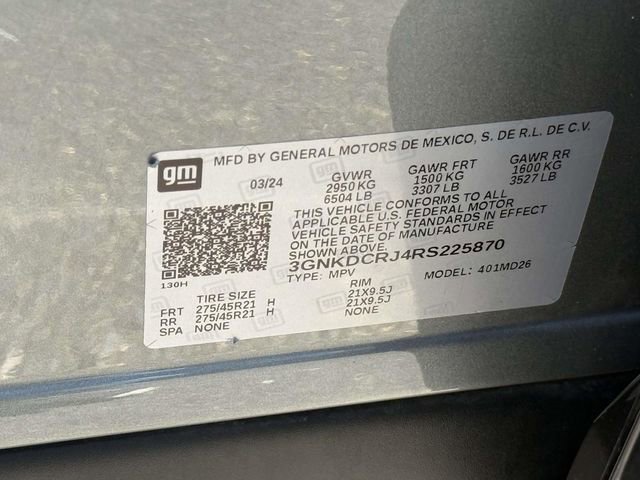 gm
MFD BY GENERAL MOTORS DE MEXICO, S. DE R.L. DE C.V.
03/24
GVWR
2950 KG
6504 LB
GAWR FRT
1500 KG
3307 LB
GAWR RR
1600 KG
3527 LB
THIS VEHICLE CONFORMS TO ALL
APPLICABLE U.S. FEDERAL MOTOR
VEHICLE SAFETY STANDARDS IN EFFECT
ON THE DATE OF MANUFACTURE
SHOWN ABOVE.
3GNKDCRJ4RS225870
TYPE: MPV
MODEL: 401MD26
130H
TIRE SIZE
RIM
FRT 275/45R21 H 21X9.5J
RR 275/45R21 H 21X9.5J
SPA NONE NONE